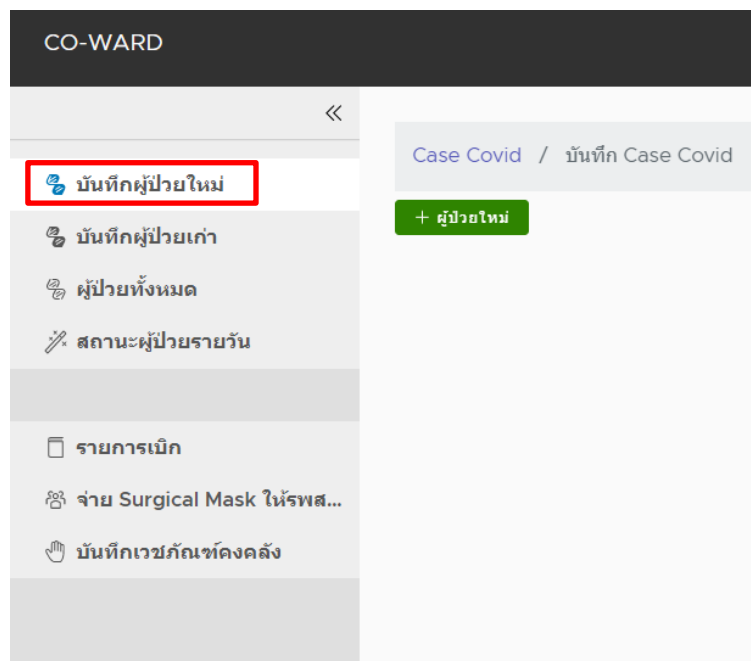 CO-WARD
Case Covid / บันทึก Case Covid
บันทึกผู้ป่วยใหม่
+ ผู้ป่วยใหม่
บันทึกผู้ป่วยเก่า
ผู้ป่วยทั้งหมด
สถานะผู้ป่วยรายวัน
รายการเบิก
จ่าย Surgical Mask ให้รพส...
บันทึกเวชภัณฑ์คงคลัง